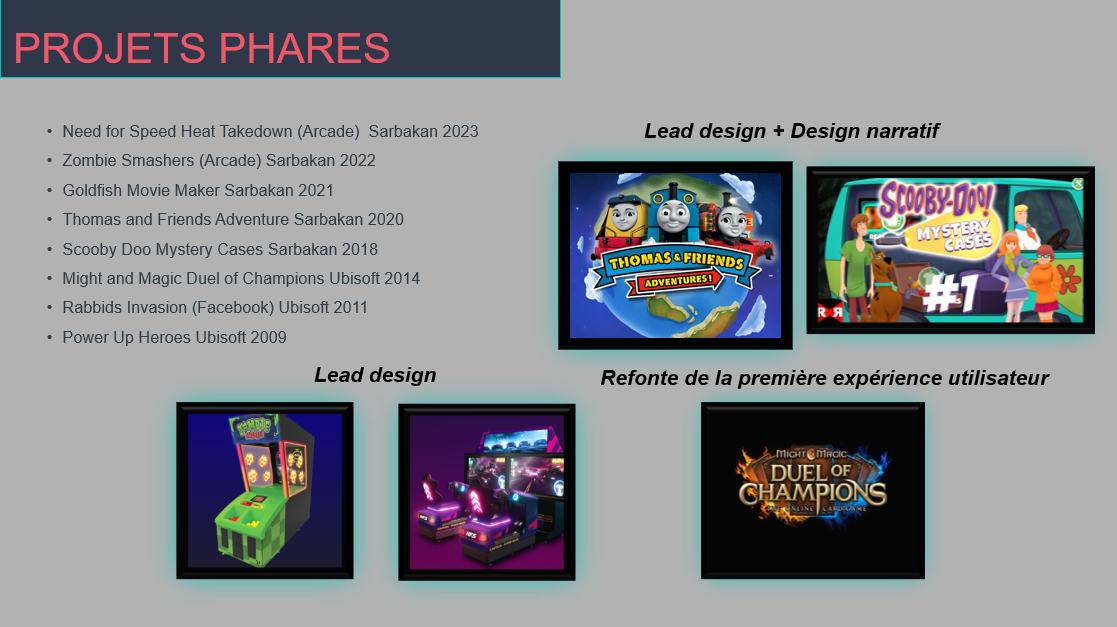 PROJETS PHARES
• Need for Speed Heat Takedown (Arcade)  Sarbakan 2023
• Zombie Smashers (Arcade) Sarbakan 2022
• Goldfish Movie Maker Sarbakan 2021
• Thomas and Friends Adventure Sarbakan 2020
• Scooby Doo Mystery Cases Sarbakan 2018
• Might and Magic Duel of Champions Ubisoft 2014
• Rabbids Invasion (Facebook) Ubisoft 2011
• Power Up Heroes Ubisoft 2009
Lead design + Design narratif
THOMAS & FRIENDS
ADVENTURES!
SCOOBY-DOO!
MYSTERY
CASES
#1
Lead design
ZOMBIE
NFS
NFS
Refonte de la première expérience utilisateur
MIGHT & MAGIC
DUEL OF
CHAMPIONS
THE ONLINE CARD GAME